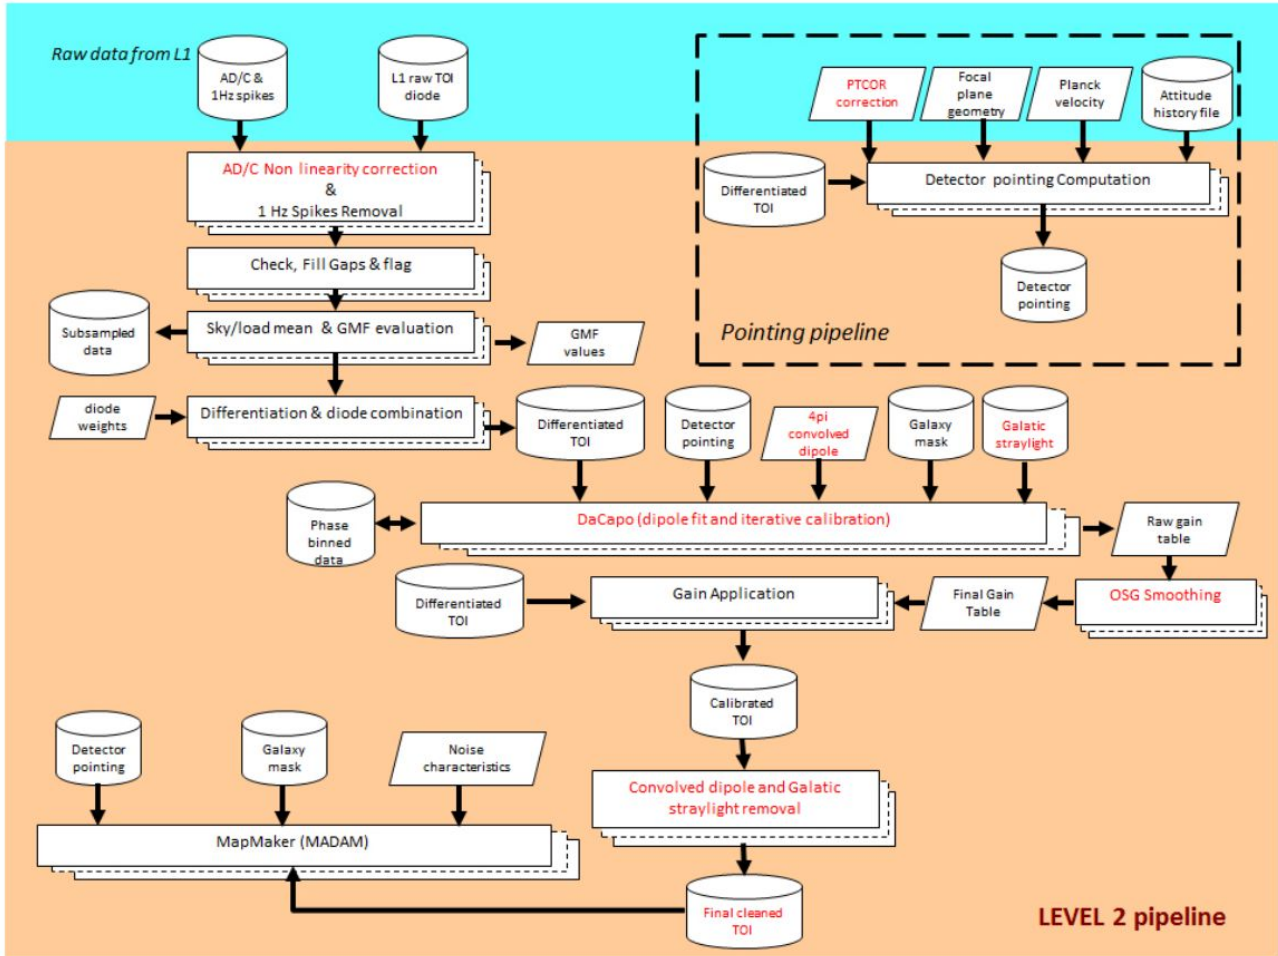 Raw data from L1
AD/C &
1Hz spikes
L1 raw TOI
diode
PTCOR
correction
Focal
plane
geometry
Planck
velocity
Attitude
history file
AD/C Non linearity correction
&
1 Hz Spikes Removal
Differentiated
TOI
Detector pointing Computation
Check, Fill Gaps & flag
Detector
pointing
Subsampled
data
Sky/load mean & GMF evaluation
GMF
values
Pointing pipeline
diode
weights
Differentiation & diode combination
Differentiated
TOI
Detector
pointing
4pi
convolved
dipole
Galaxy
mask
Galatic
straylight
Phase
binned
data
DaCapo (dipole fit and iterative calibration)
Raw gain
table
Differentiated
TOI
Gain Application
Final Gain
Table
OSG Smoothing
Calibrated
TOI
Detector
pointing
Galaxy
mask
Noise
characteristics
Convolved dipole and Galatic
straylight removal
MapMaker (MADAM)
Final cleaned
TOI
LEVEL 2 pipeline